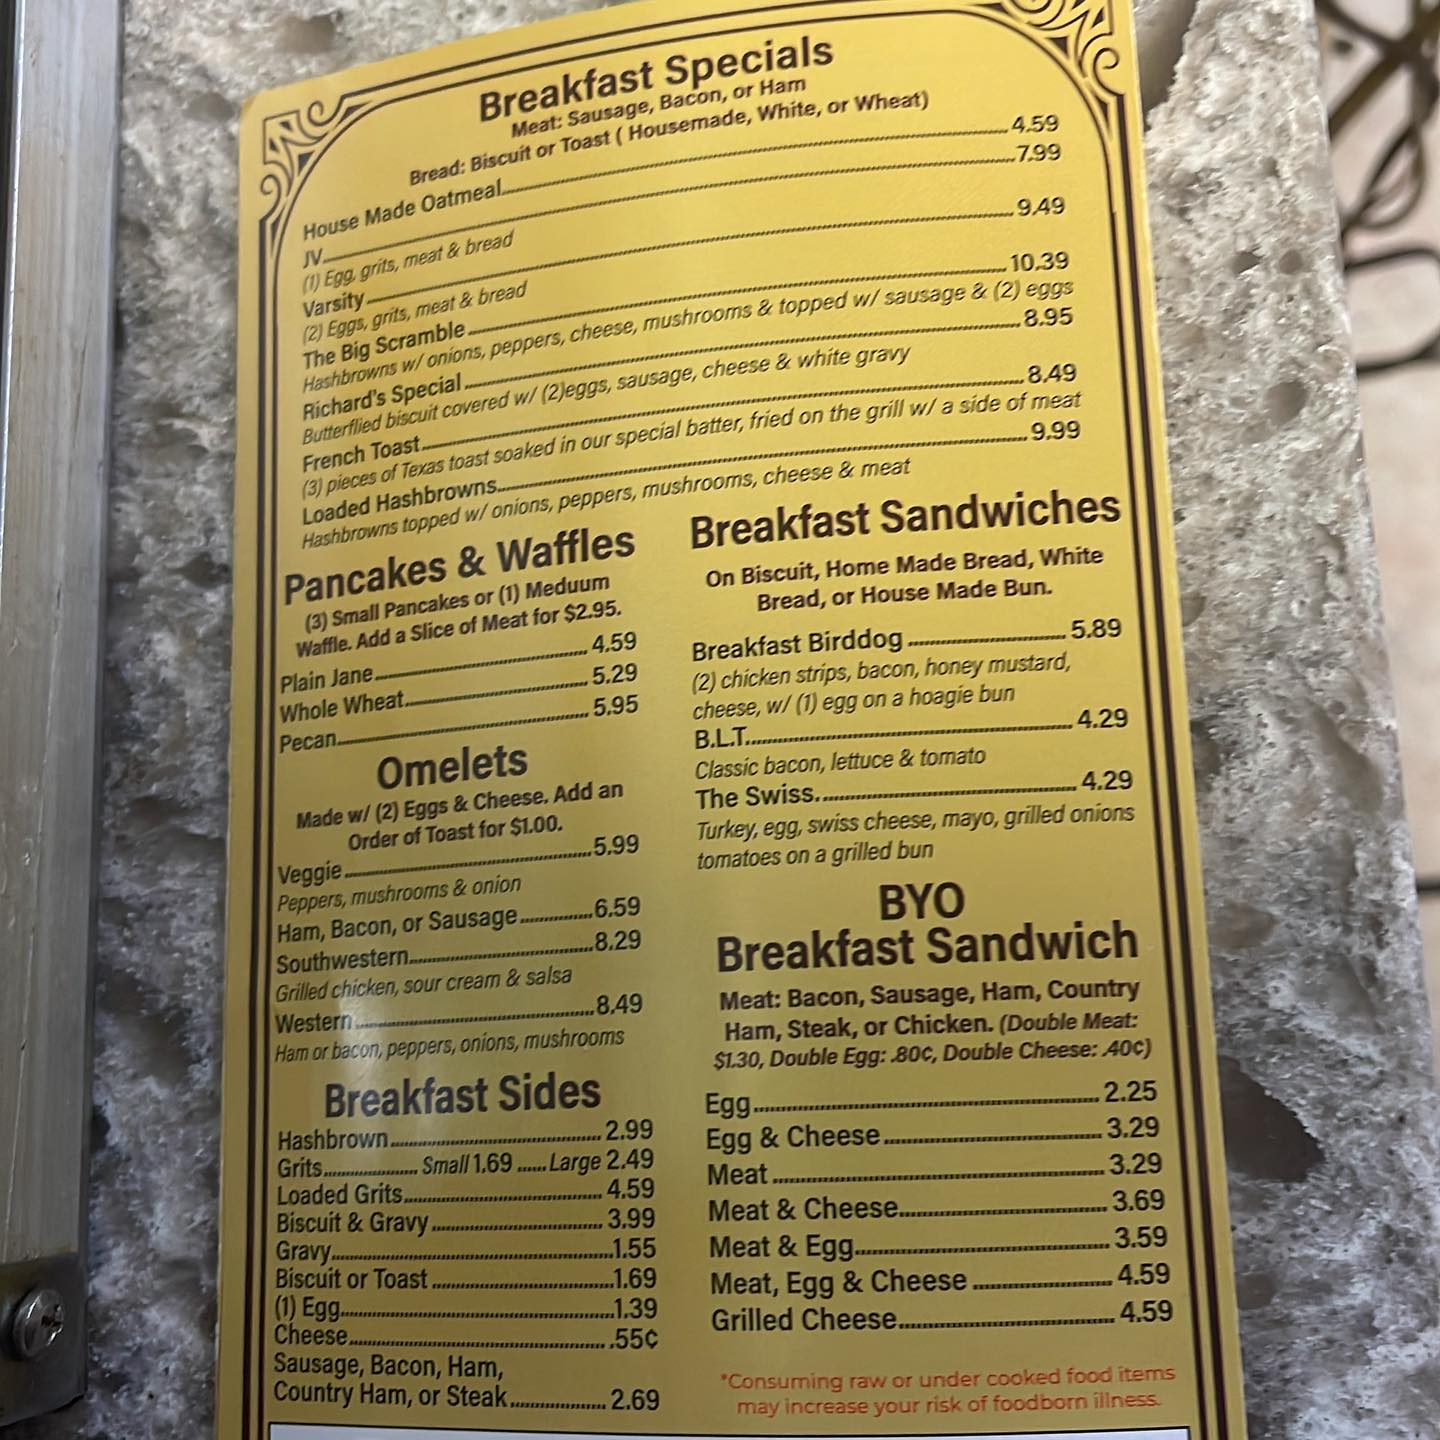 Breakfast Specials
Meat: Sausage, Bacon, or Ham
Bread: Biscuit or Toast ( Housemade, White, or Wheat)
House Made Oatmeal 4.59
JV 7.99
(1) Egg, grits, meat & bread
Varsity 9.49
(2) Eggs, grits, meat & bread
The Big Scramble 10.39
Hashbrowns w/ onions, peppers, cheese, mushrooms & topped w/ sausage & (2) eggs
Richard's Special 8.95
Butterflied biscuit covered w/ (2)eggs, sausage, cheese & white gravy
French Toast 8.49
(3) pieces of Texas toast soaked in our special batter, fried on the grill w/ a side of meat
Loaded Hashbrowns 9.99
Hashbrowns topped w/ onions, peppers, mushrooms, cheese & meat
Pancakes & Waffles
(3) Small Pancakes or (1) Meduum
Waffle. Add a Slice of Meat for $2.95.
Plain Jane 4.59
Whole Wheat 5.29
Pecan 5.95
Omelets
Made w/ (2) Eggs & Cheese. Add an
Order of Toast for $1.00.
Veggie 5.99
Peppers, mushrooms & onion
Ham, Bacon, or Sausage 6.59
Southwestern 8.29
Grilled chicken, sour cream & salsa
Western 8.49
Ham or bacon, peppers, onions, mushrooms
Breakfast Sides
Hashbrown 2.99
Grits Small 1.69 Large 2.49
Loaded Grits 4.59
Biscuit & Gravy 3.99
Gravy 1.55
Biscuit or Toast 1.69
(1) Egg 1.39
Cheese .55¢
Sausage, Bacon, Ham,
Country Ham, or Steak 2.69
Breakfast Sandwiches
On Biscuit, Home Made Bread, White
Bread, or House Made Bun.
Breakfast Birddog 5.89
(2) chicken strips, bacon, honey mustard,
cheese, w/ (1) egg on a hoagie bun
B.L.T. 4.29
Classic bacon, lettuce & tomato
The Swiss 4.29
Turkey, egg, swiss cheese, mayo, grilled onions
tomatoes on a grilled bun
BYO
Breakfast Sandwich
Meat: Bacon, Sausage, Ham, Country
Ham, Steak, or Chicken. (Double Meat:
$1.30, Double Egg: .80¢, Double Cheese: .40¢)
Egg 2.25
Egg & Cheese 3.29
Meat 3.29
Meat & Cheese 3.69
Meat & Egg 3.59
Meat, Egg & Cheese 4.59
Grilled Cheese 4.59
*Consuming raw or under cooked food items
may increase your risk of foodborn illness.